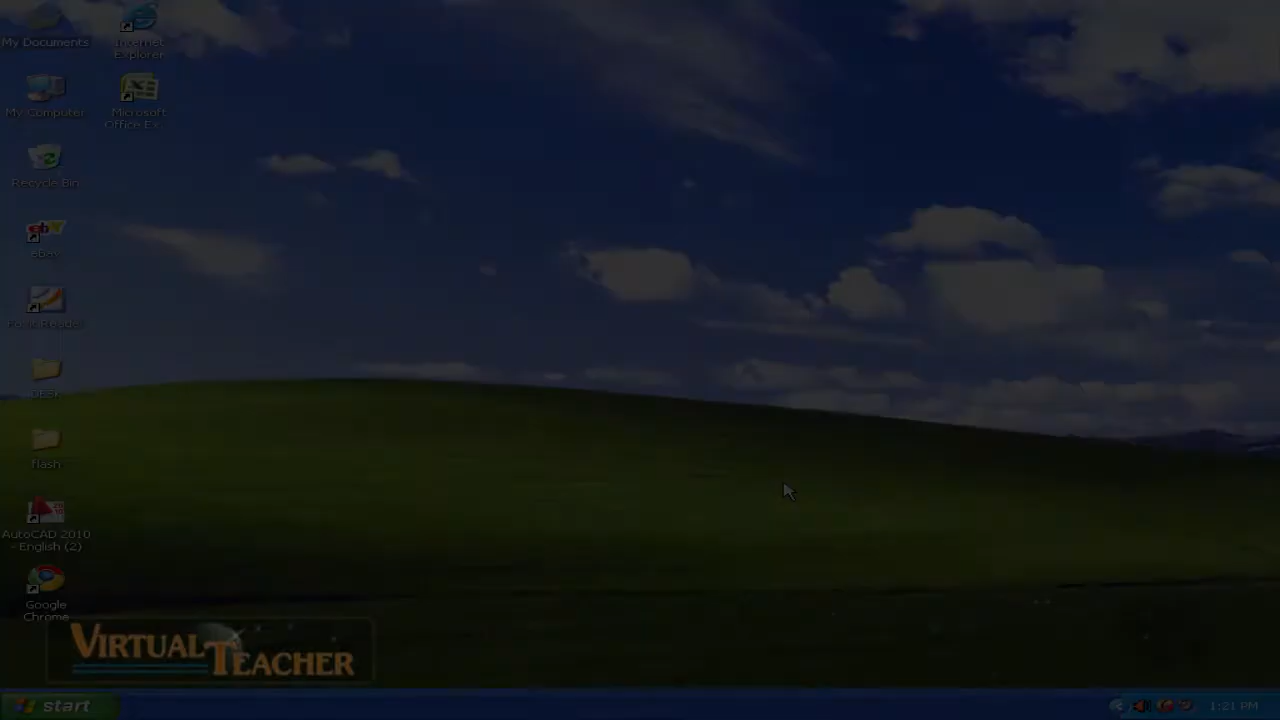 My Documents
Internet
Explorer
My Computer
Microsoft
Office Ex...
Recycle Bin
ebay
Foxit Reader
flash
AutoCAD 2010
- English (2)
Google
Chrome
VIRTUAL TEACHER
start
1:21 PM